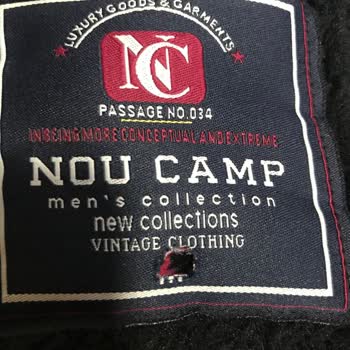 LUXURY GOODS & GARMENTS
NC
PASSAGE NO.034
INBEING MORE CONCEPTUAL AND EXTREME
NOU CAMP
men's collection
new collections
VINTAGE CLOTHING